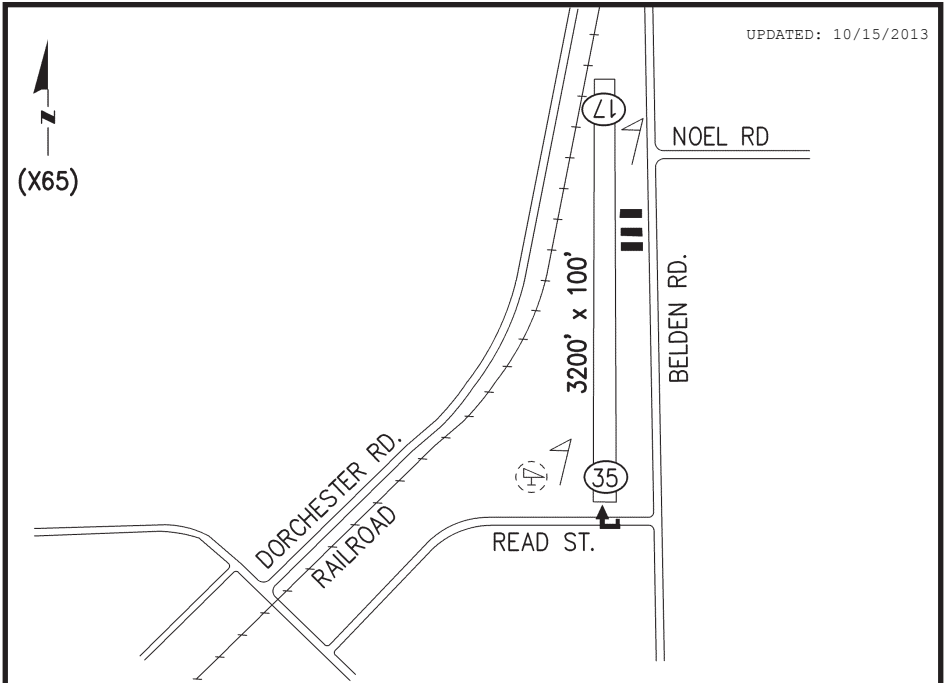 UPDATED: 10/15/2013
N
(X65)
17
NOEL RD
3200' x 100'
BELDEN RD.
DORCHESTER RD.
RAILROAD
35
READ ST.